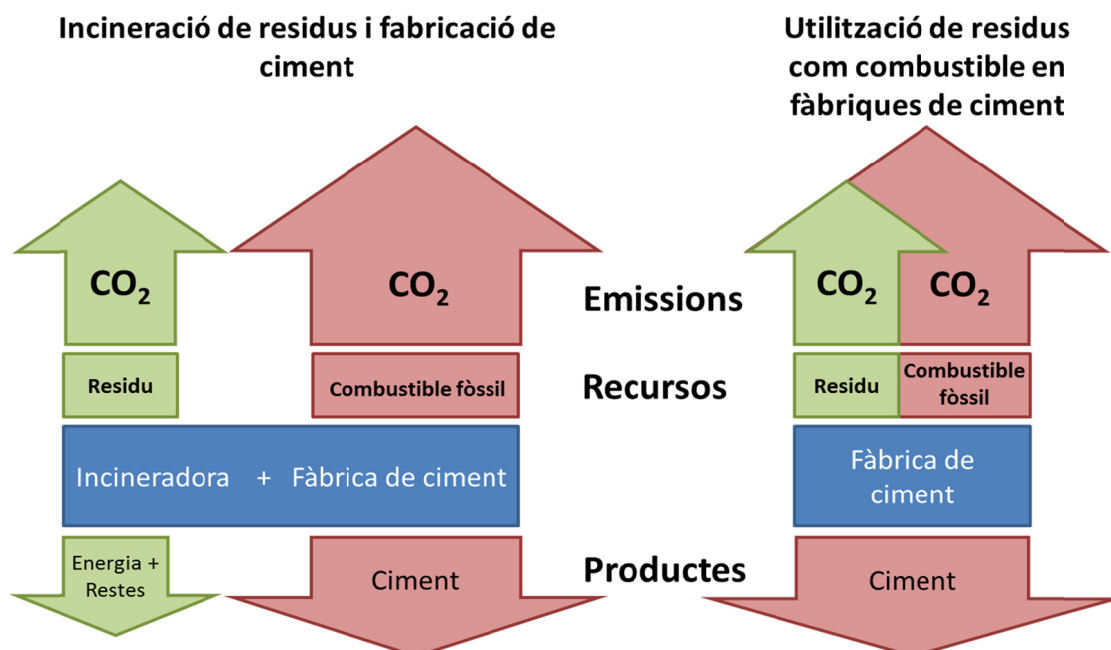 Incineració de residus i fabricació de
ciment
Utilització de residus
com combustible en
fàbriques de ciment
CO₂
CO₂
Emissions
CO₂
CO₂
Residu
Combustible fòssil
Recursos
Residu
Combustible
fòssil
Incineradora + Fàbrica de ciment
Fàbrica de
ciment
Energia +
Restes
Ciment
Productes
Ciment